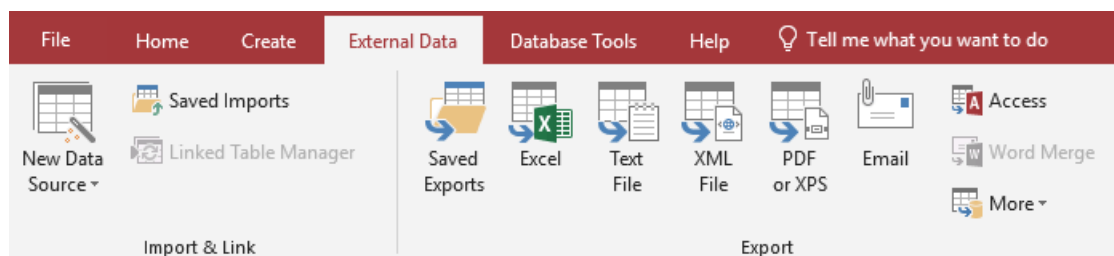 File Home Create External Data Database Tools Help Tell me what you want to do
Saved Imports
Linked Table Manager
New Data
Source
Import & Link
Saved
Exports
Excel
Text
File
XML
File
PDF
or XPS
Email
Access
Word Merge
More
Export